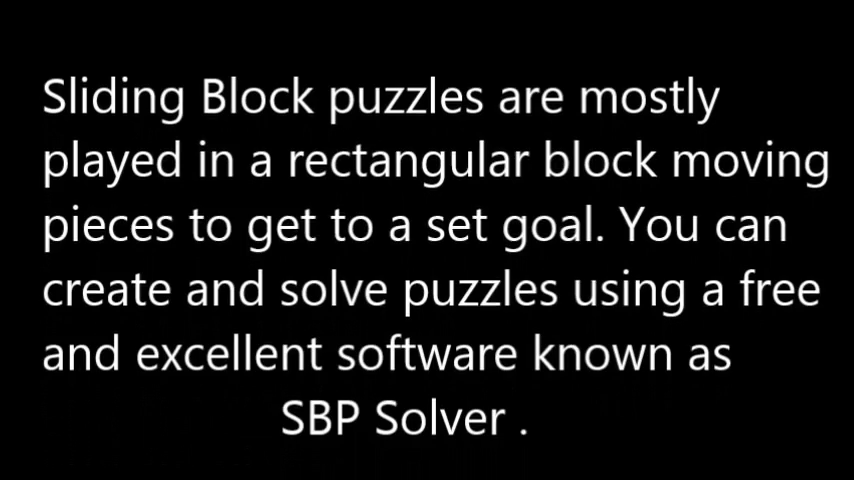 Sliding Block puzzles are mostly
played in a rectangular block moving
pieces to get to a set goal. You can
create and solve puzzles using a free
and excellent software known as
SBP Solver .